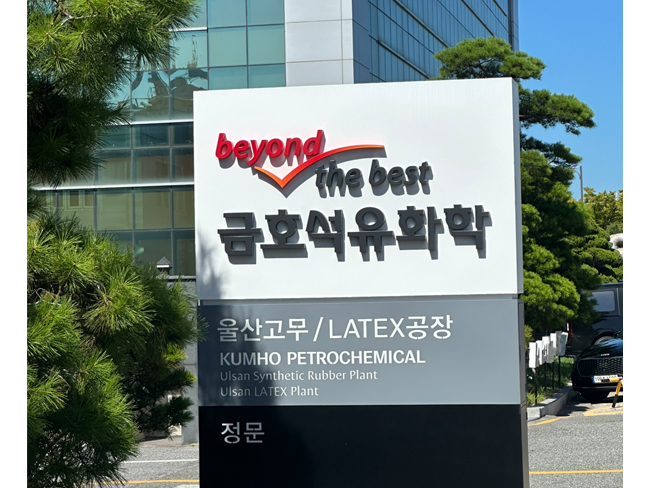 beyond
the best
금호석유화학
울산고무/LATEX공장
KUMHO PETROCHEMICAL
Ulsan Synthetic Rubber Plant
Ulsan LATEX Plant
정문